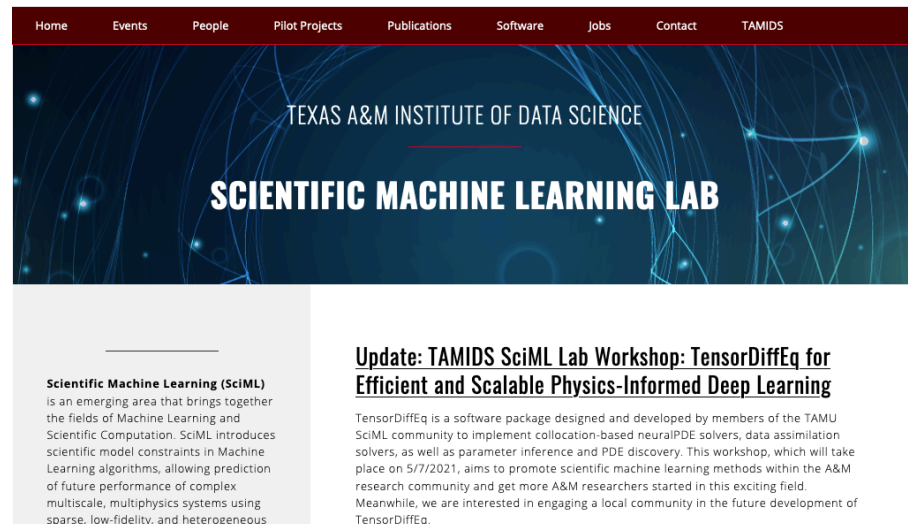 Home Events People Pilot Projects Publications Software Jobs Contact TAMIDS
TEXAS A&M INSTITUTE OF DATA SCIENCE
SCIENTIFIC MACHINE LEARNING LAB
Scientific Machine Learning (SciML)
is an emerging area that brings together
the fields of Machine Learning and
Scientific Computation. SciML introduces
scientific model constraints in Machine
Learning algorithms, allowing prediction
of future performance of complex
multiscale, multiphysics systems using
sparse, low-fidelity, and heterogeneous
Update: TAMIDS SciML Lab Workshop: TensorDiffEq for
Efficient and Scalable Physics-Informed Deep Learning
TensorDiffEq is a software package designed and developed by members of the TAMU
SciML community to implement collocation-based neuralPDE solvers, data assimilation
solvers, as well as parameter inference and PDE discovery. This workshop, which will take
place on 5/7/2021, aims to promote scientific machine learning methods within the A&M
research community and get more A&M researchers started in this exciting field.
Meanwhile, we are interested in engaging a local community in the future development of
TensorDiffEq.